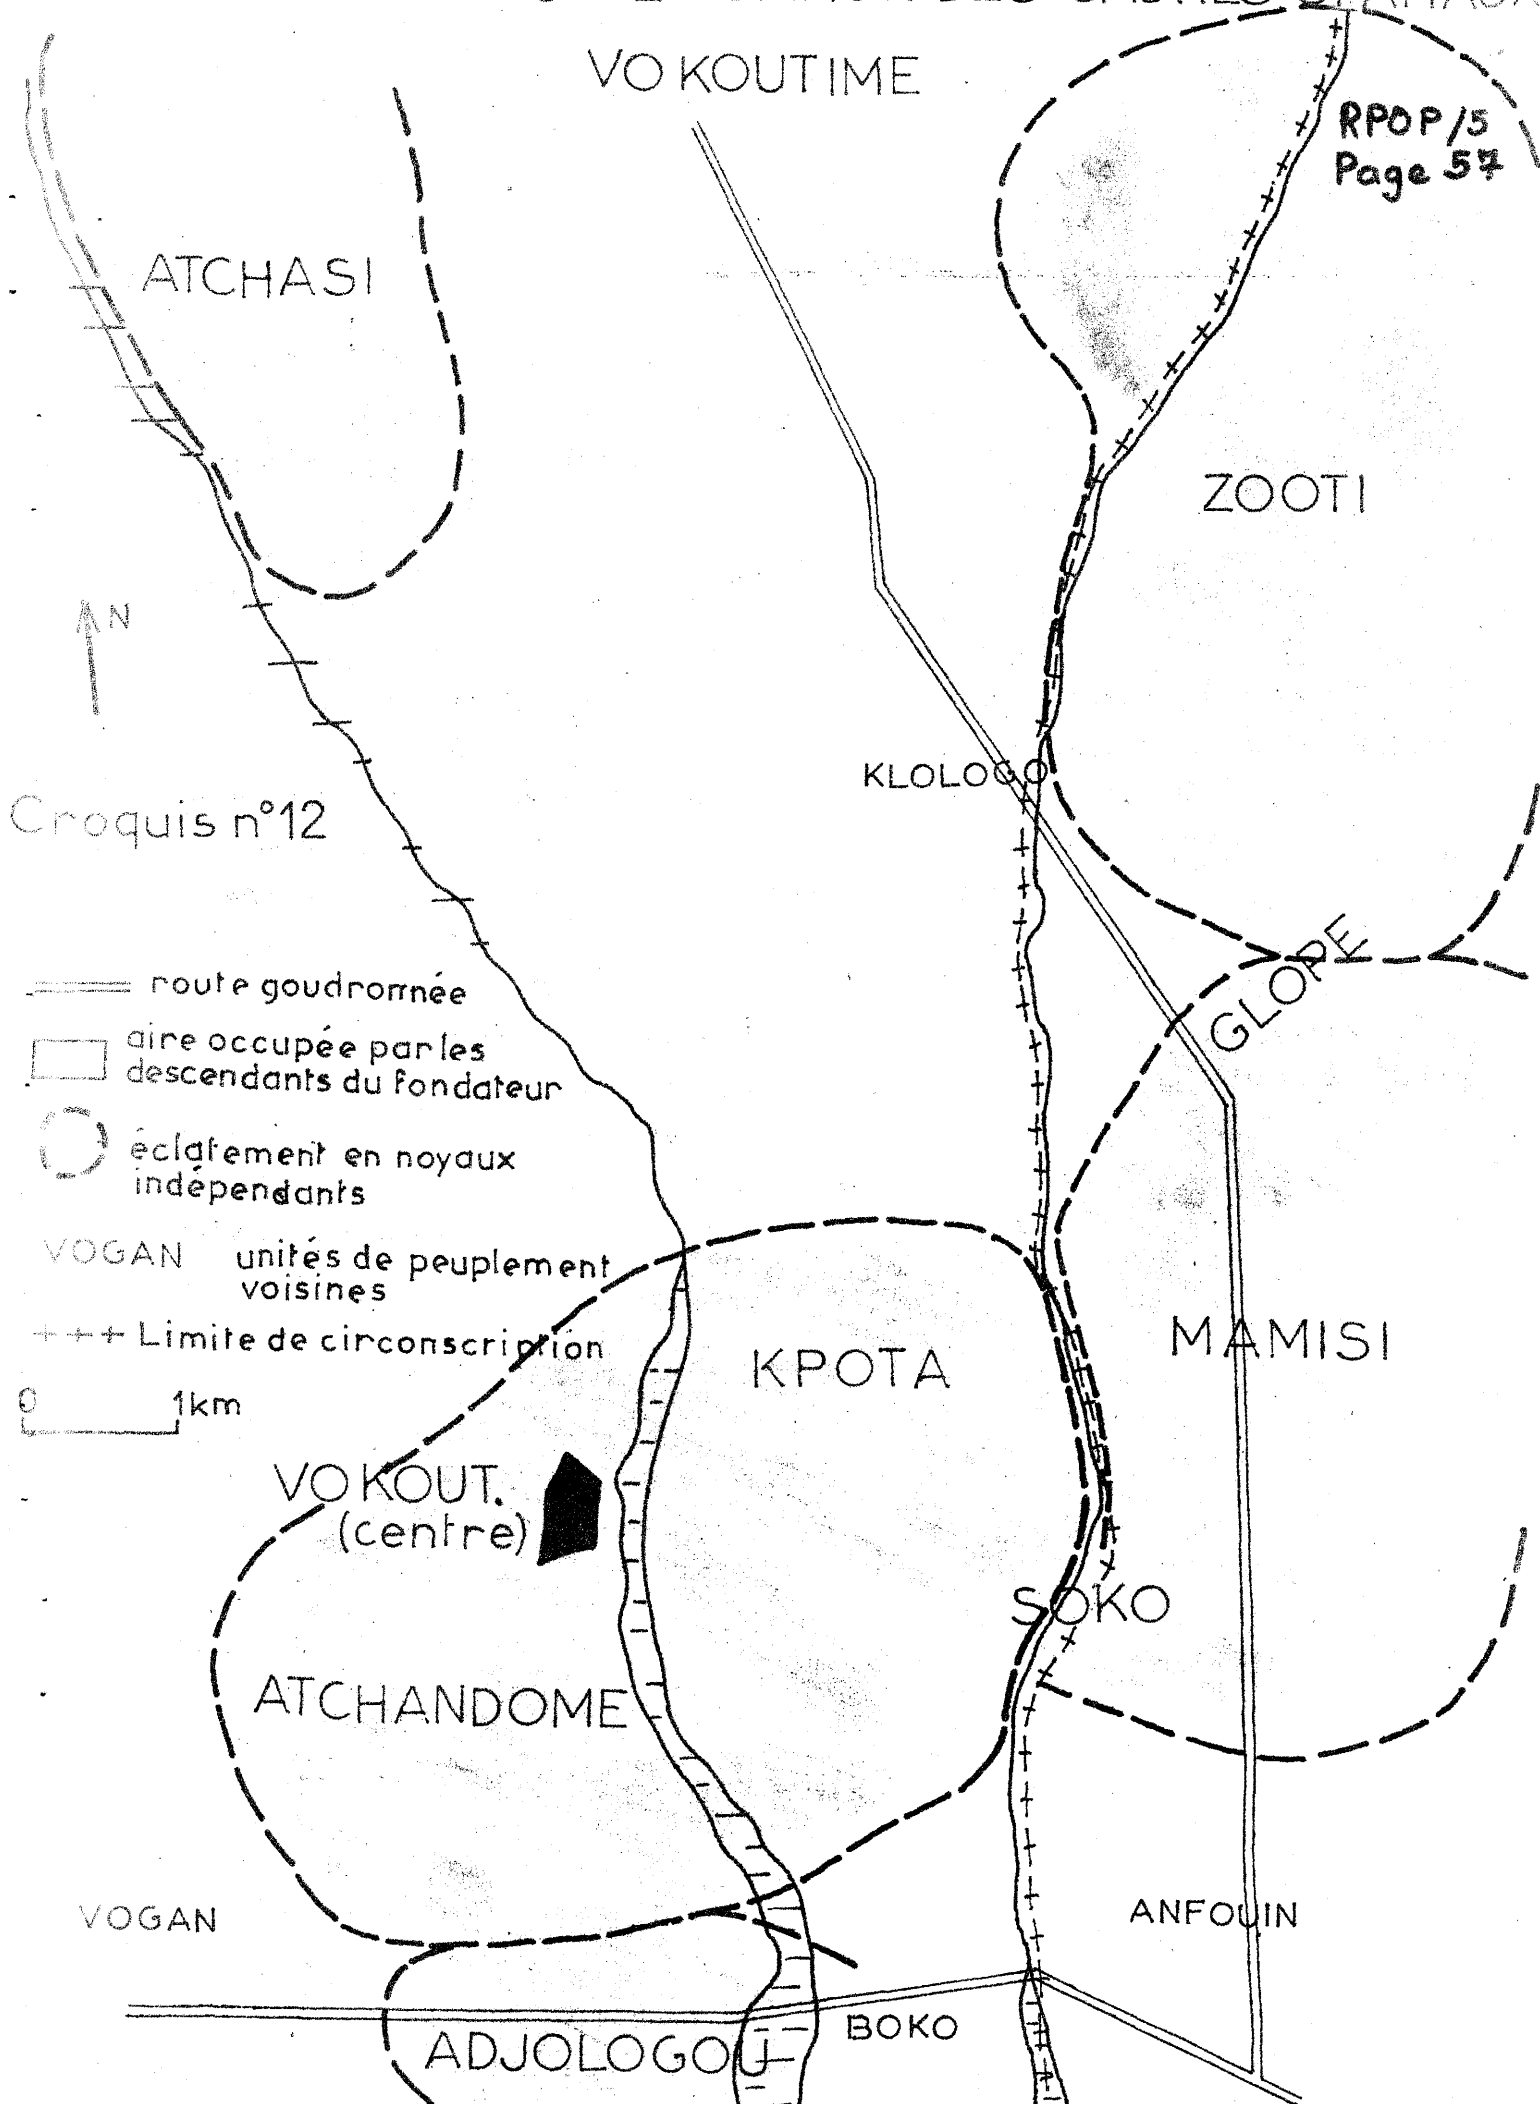 VO KOUTIME
RPOP/5
Page 57
ATCHASI
ZOOTI
N
KLOLO
Croquis n°12
GLOPE
route goudronnée
aire occupée par les
descendants du fondateur
éclatement en noyaux
indépendants
VOGAN unités de peuplement
voisines
+++ Limite de circonscription
0 1km
KPOTA
MAMISI
VO KOUT.
(centre)
SOKO
ATCHANDOME
VOGAN
ANFOUIN
BOKO
ADJOLOGOU